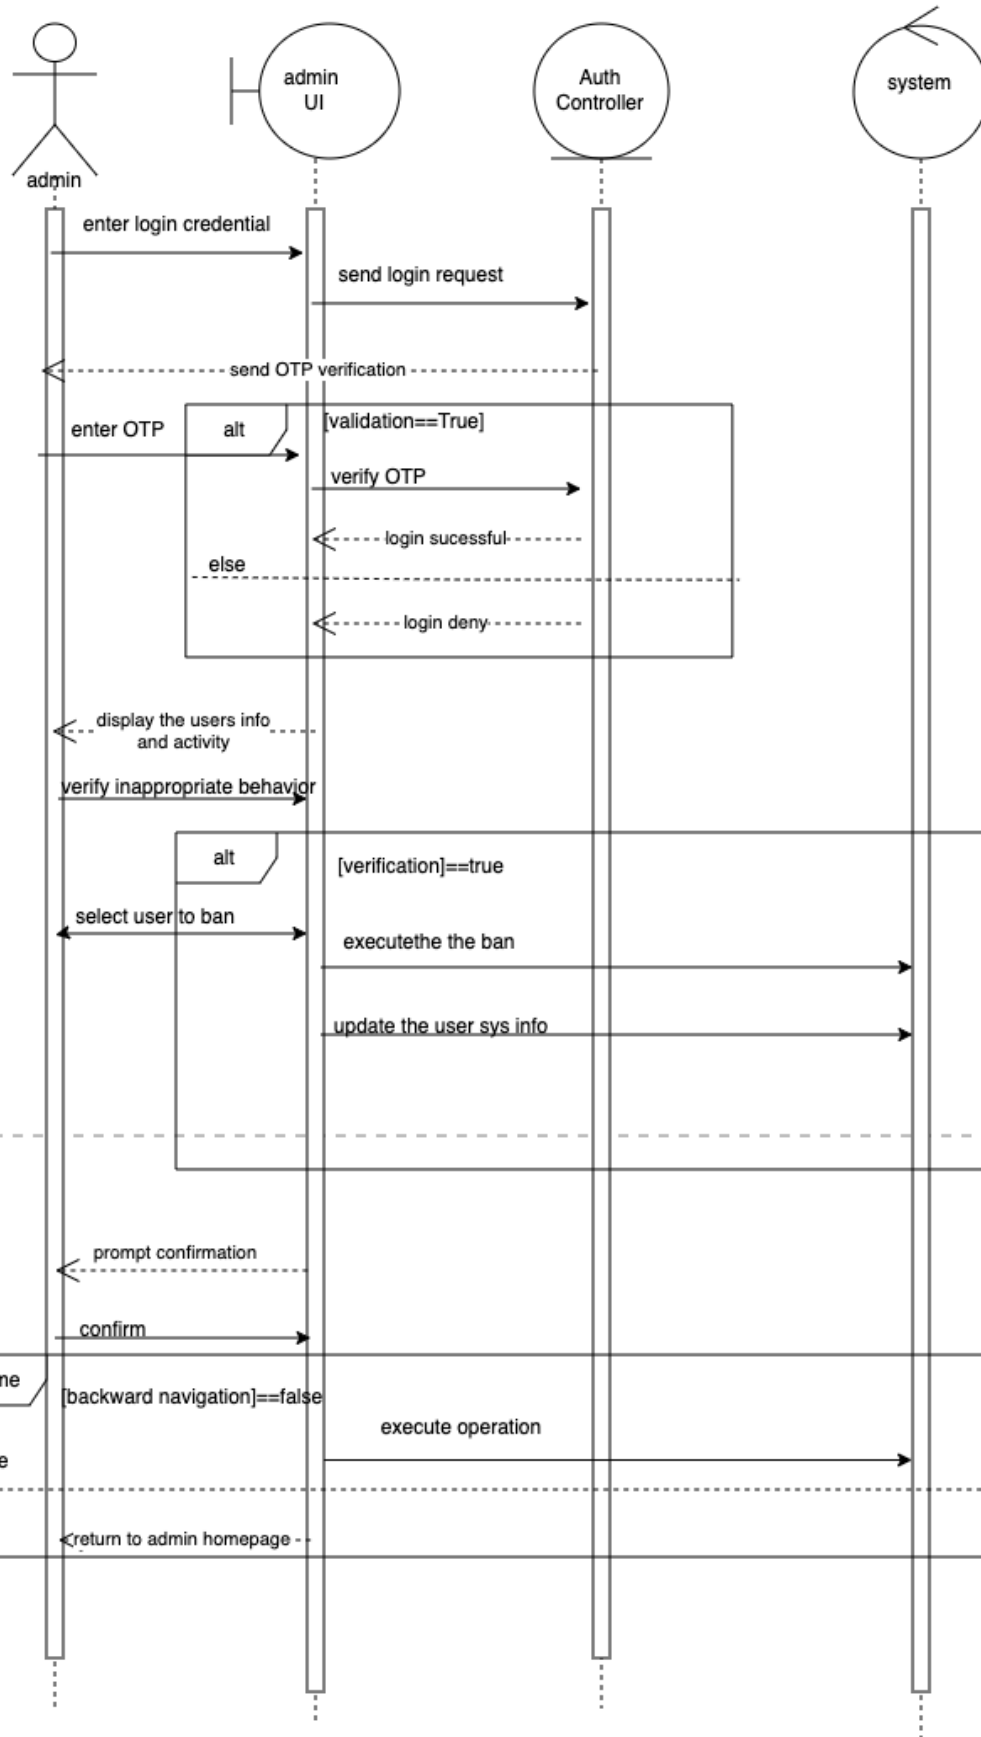 admin
UI
Auth
Controller
system
admin
enter login credential
send login request
send OTP verification
[validation==True]
enter OTP
alt
verify OTP
login sucessful
else
login deny
display the users info
and activity
verify inappropriate behavior
alt
[verification]==true
select user to ban
executethe the ban
update the user sys info
prompt confirmation
confirm
ne
[backward navigation]==false
execute operation
e
return to admin homepage